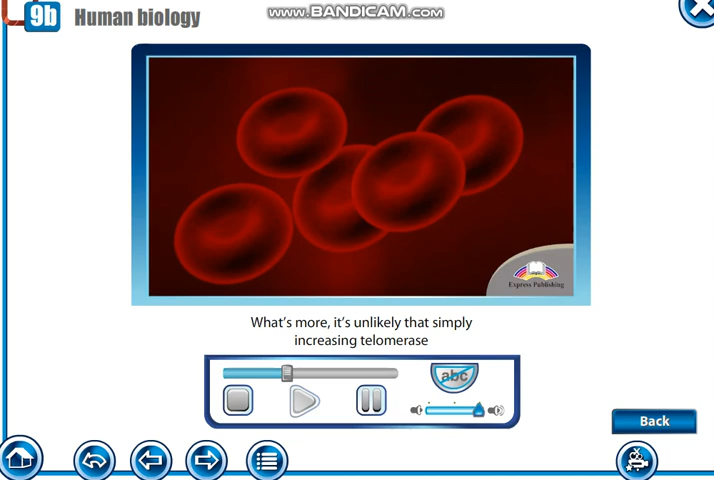 9b Human biology
www.BANDICAM.com
Express Publishing
What's more, it's unlikely that simply
increasing telomerase
abc
Back